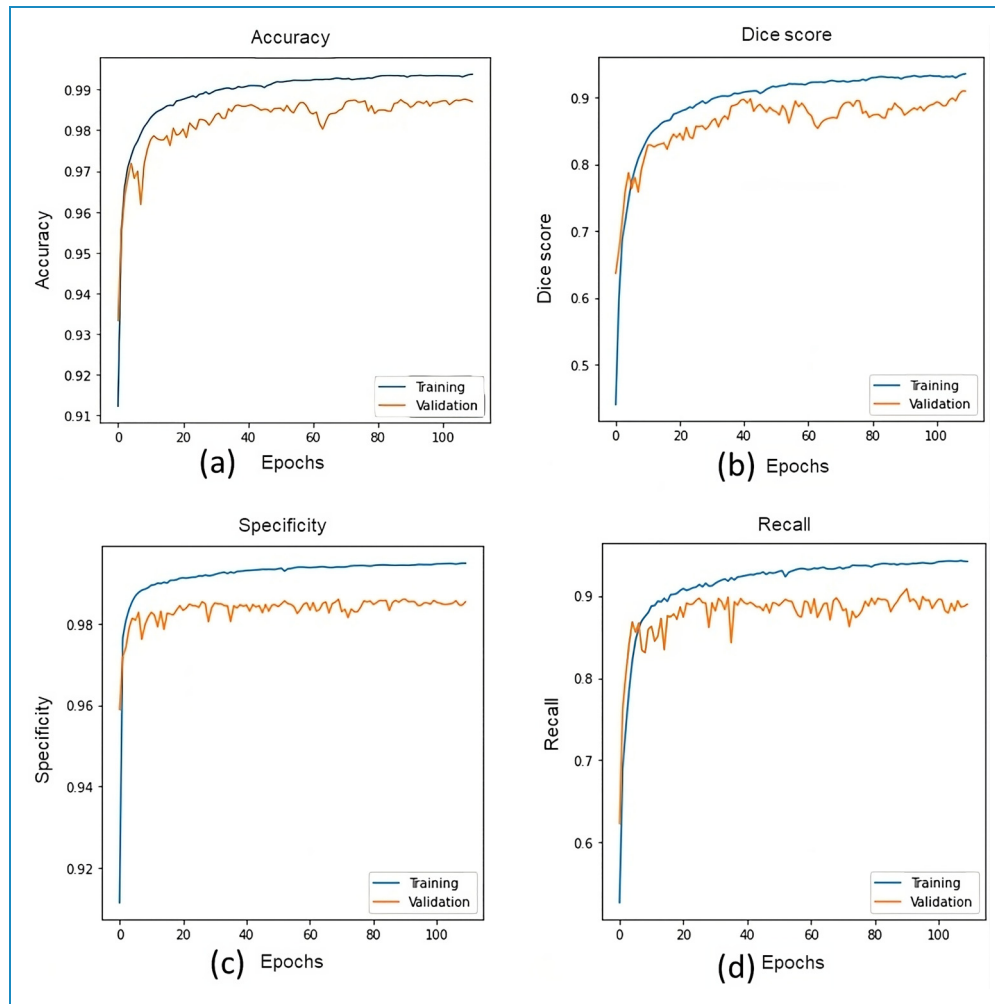 Accuracy
Accuracy
0.99
0.98
0.97
0.96
0.95
0.94
0.93
0.92
0.91
Training
Validation
0 20 40 60 80 100
(a) Epochs
Dice score
Dice score
0.9
0.8
0.7
0.6
0.5
Training
Validation
0 20 40 60 80 100
(b) Epochs
Specificity
Specificity
0.98
0.96
0.94
0.92
Training
Validation
0 20 40 60 80 100
(c) Epochs
Recall
Recall
0.9
0.8
0.7
0.6
Training
Validation
0 20 40 60 80 100
(d) Epochs